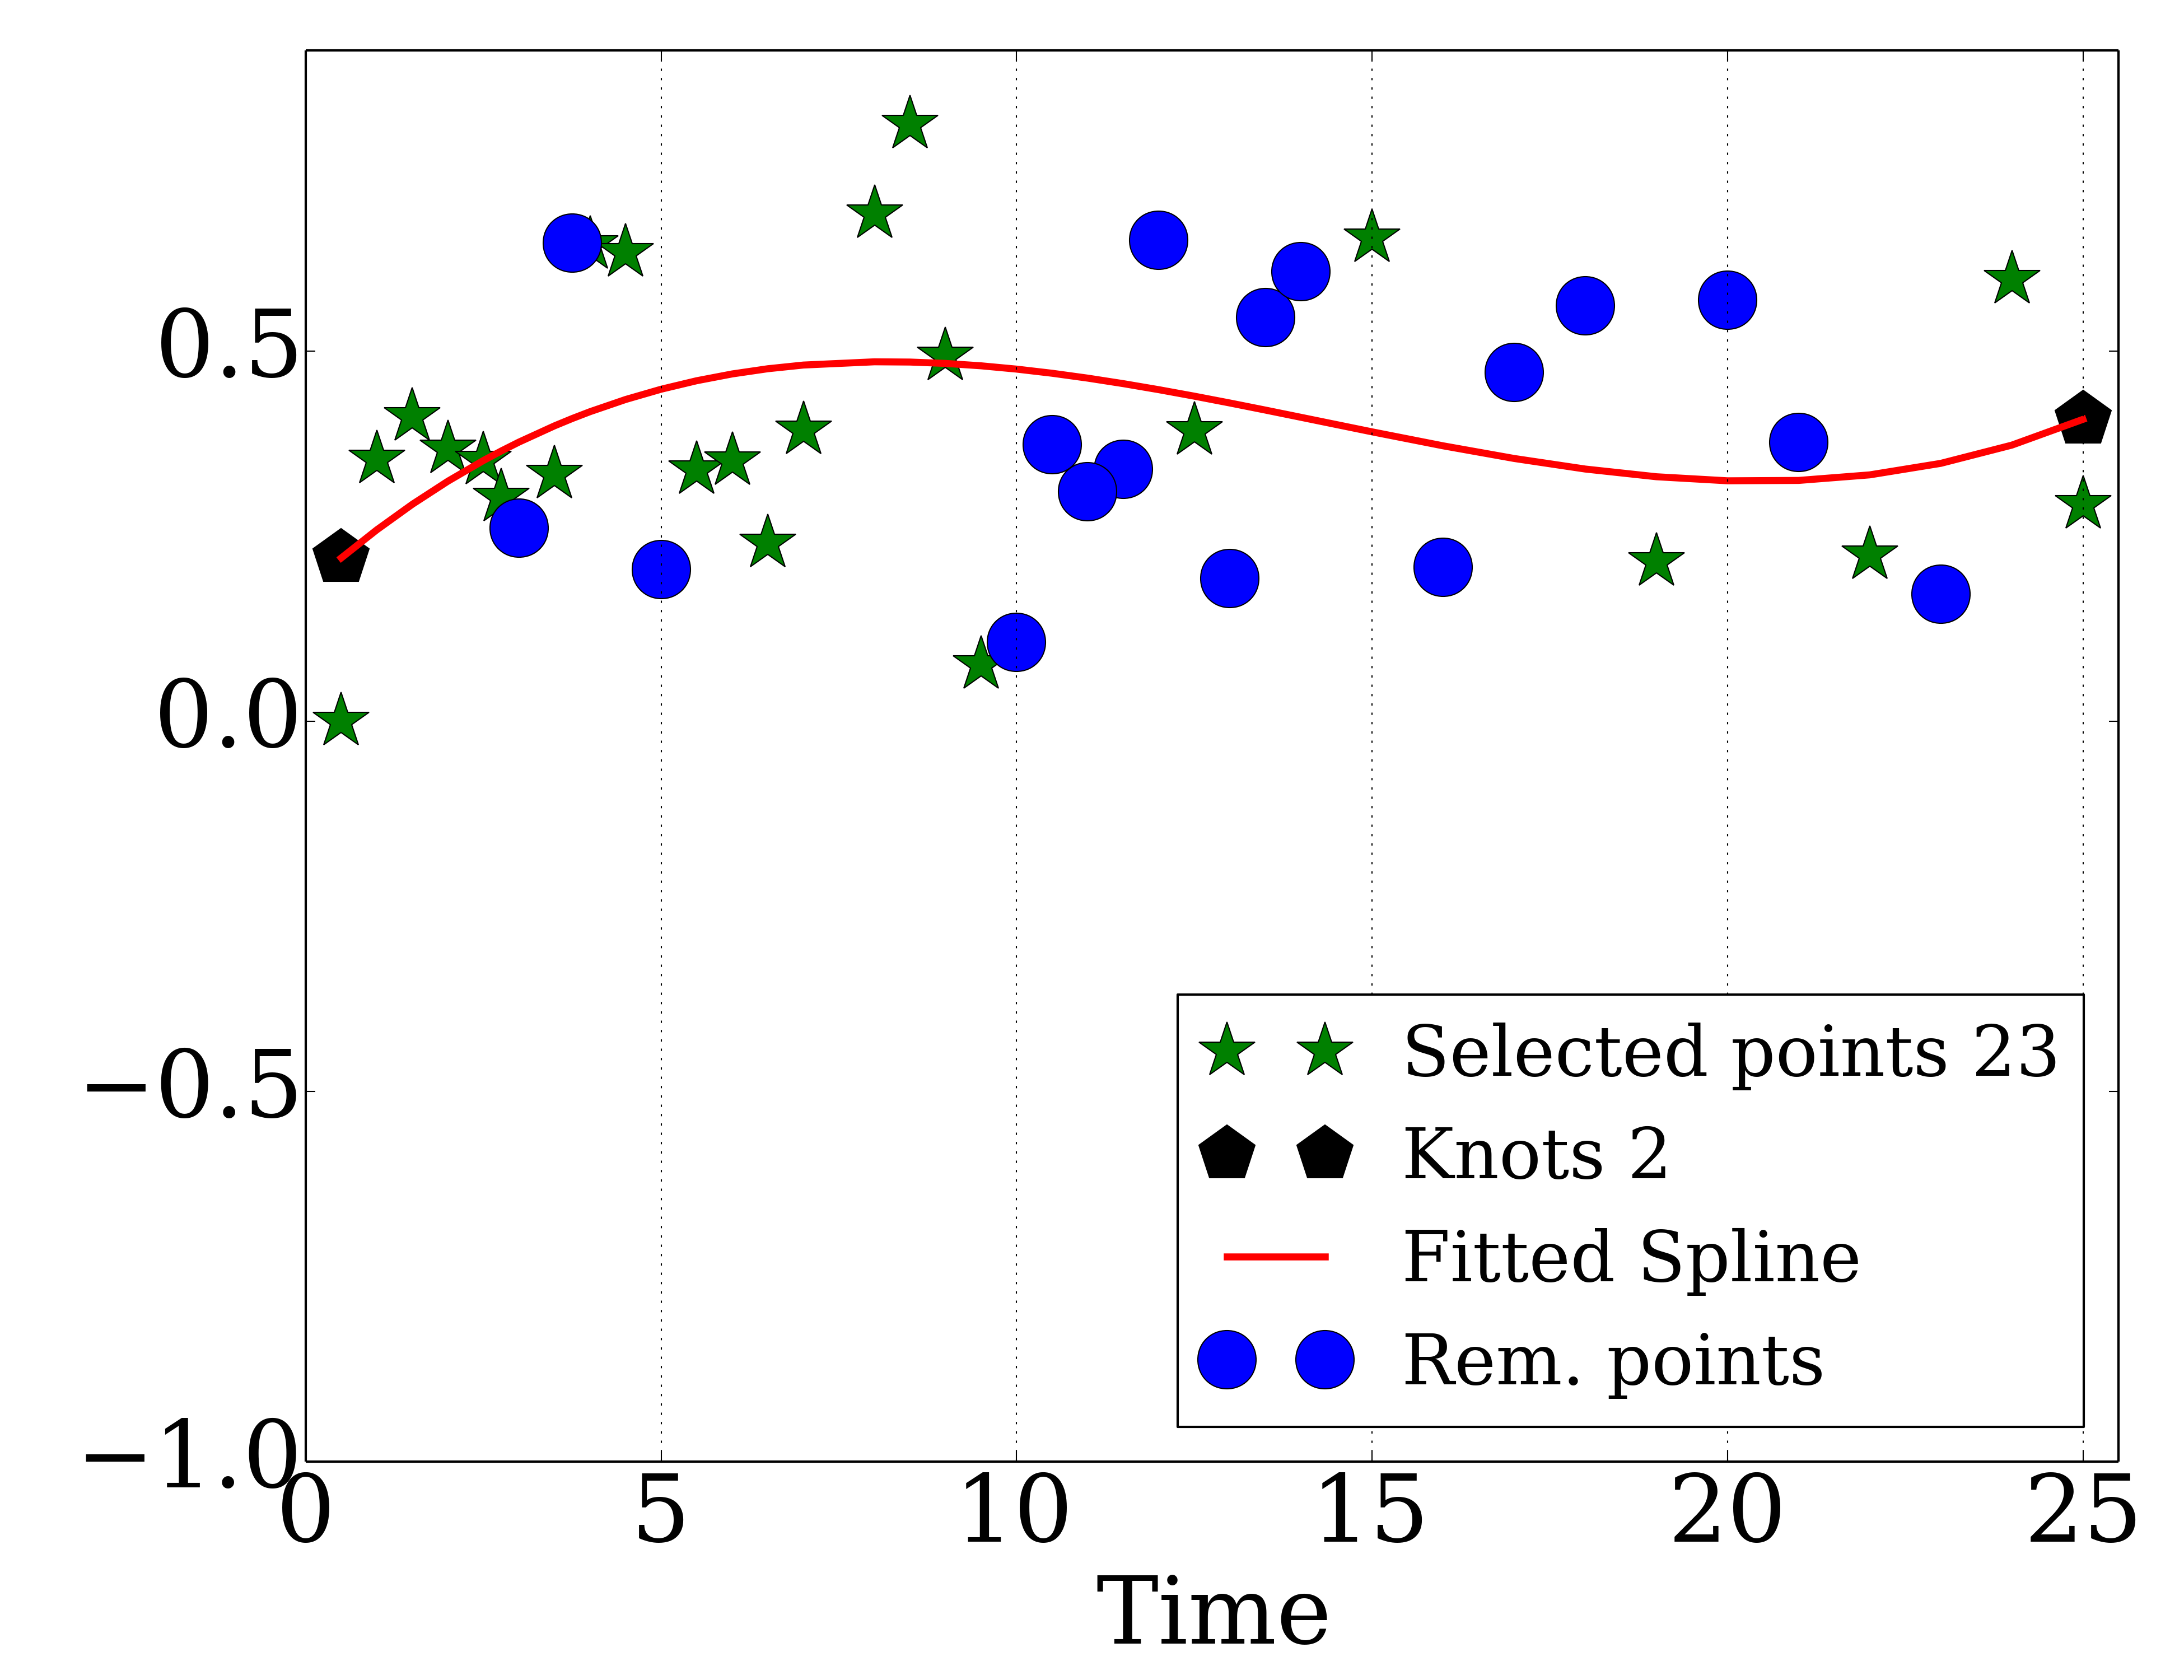 0.5
0.0
−0.5
−1.0
Selected points 23
Knots 2
Fitted Spline
Rem. points
0 5 10 15 20 25
Time